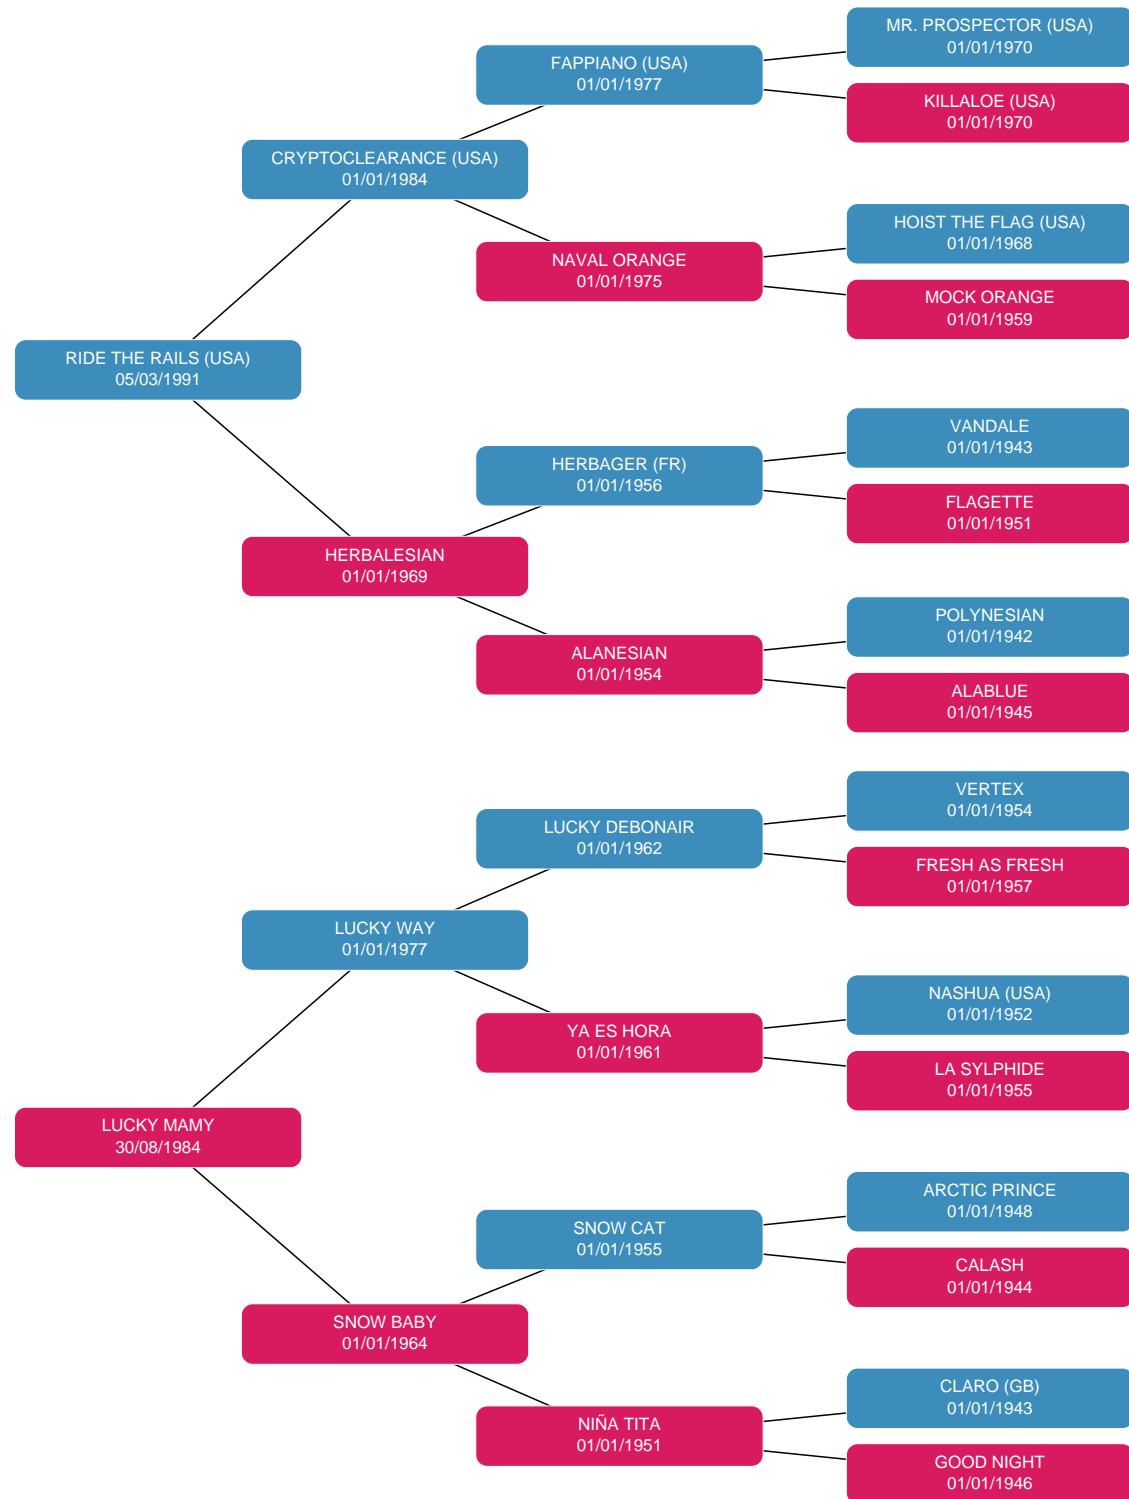 MR. PROSPECTOR (USA)
01/01/1970
FAPPIANO (USA)
01/01/1977
KILLALOE (USA)
01/01/1970
CRYPTOCLEARANCE (USA)
01/01/1984
HOIST THE FLAG (USA)
01/01/1968
NAVAL ORANGE
01/01/1975
MOCK ORANGE
01/01/1959
RIDE THE RAILS (USA)
05/03/1991
VANDALE
01/01/1943
HERBAGER (FR)
01/01/1956
FLAGETTE
01/01/1951
HERBALESIAN
01/01/1969
POLYNESIAN
01/01/1942
ALANESIAN
01/01/1954
ALABLUE
01/01/1945
VERTEX
01/01/1954
LUCKY DEBONAIR
01/01/1962
FRESH AS FRESH
01/01/1957
LUCKY WAY
01/01/1977
NASHUA (USA)
01/01/1952
YA ES HORA
01/01/1961
LA SYLPHIDE
01/01/1955
LUCKY MAMY
30/08/1984
ARCTIC PRINCE
01/01/1948
SNOW CAT
01/01/1955
CALASH
01/01/1944
SNOW BABY
01/01/1964
CLARO (GB)
01/01/1943
NIÑA TITA
01/01/1951
GOOD NIGHT
01/01/1946